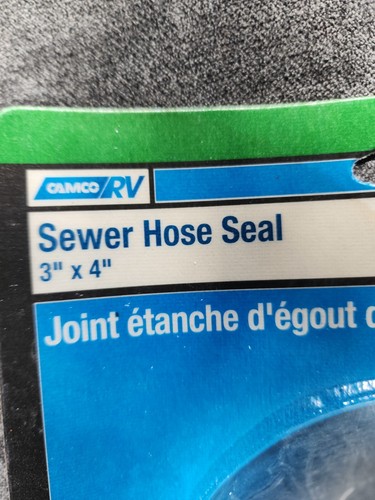 CAMCO RV
Sewer Hose Seal
3" x 4"
Joint étanche d'égout